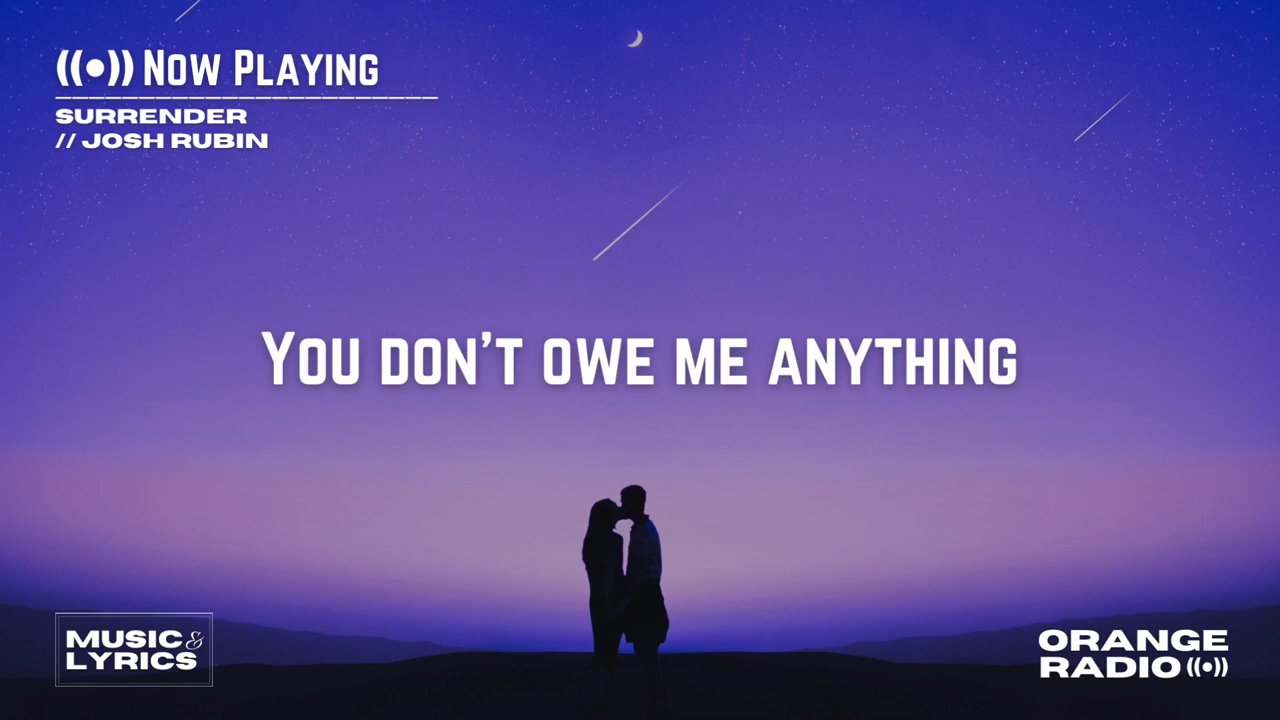 ((•)) Now Playing
SURRENDER
// JOSH RUBIN
You don't owe me anything
MUSIC &
LYRICS
ORANGE
RADIO ((•))